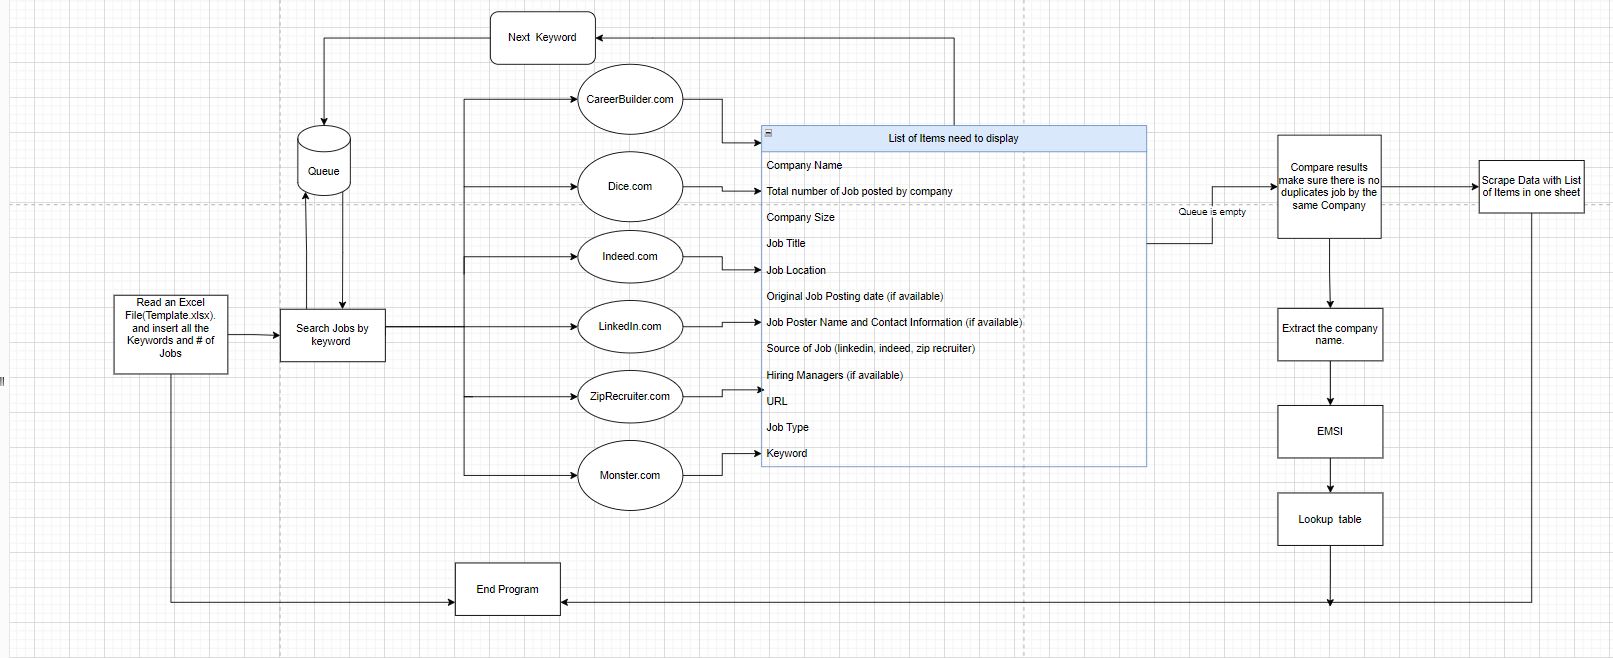 Next  Keyword
CareerBuilder.com
Queue
Dice.com
Indeed.com
LinkedIn.com
ZipRecruiter.com
Monster.com
Read an Excel
File(Template.xlsx).
and insert all the
Keywords and # of
Jobs
Search Jobs by
keyword
List of Items need to display
Company Name
Total number of Job posted by company
Company Size
Job Title
Job Location
Original Job Posting date (if available)
Job Poster Name and Contact Information (if available)
Source of Job (linkedin, indeed, zip recruiter)
Hiring Managers (if available)
URL
Job Type
Keyword
Queue is empty
Compare results
make sure there is no
duplicates job by the
same Company
Scrape Data with List
of Items in one sheet
Extract the company
name.
EMSI
Lookup  table
End Program